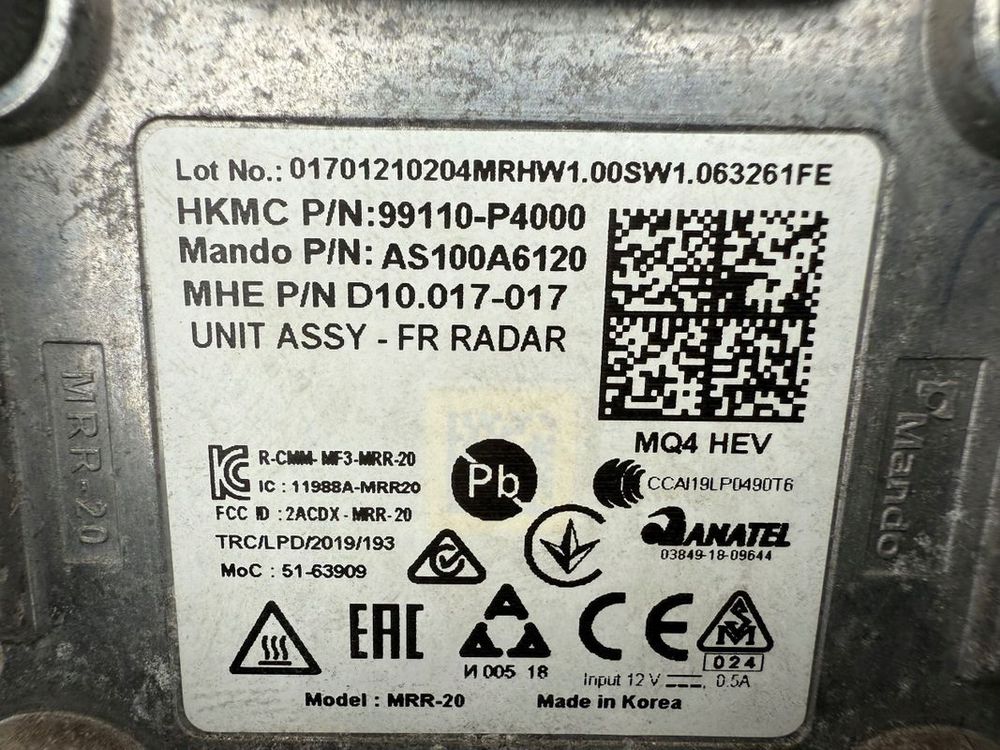 Lot No.: 01701210204MRHW1.00SW1.063261FE
HKMC P/N:99110-P4000
Mando P/N: AS100A6120
MHE P/N D10.017-017
UNIT ASSY - FR RADAR
MQ4 HEV
R-CMM-MF3-MRR-20
IC : 11988A-MRR20
FCC ID : 2ACDX-MRR-20
TRC/LPD/2019/193
MoC : 51-63909
Pb
CCAI19LP0490T6
ANATEL
03849-18-09644
EAC
И 005 18
CE
024
Input 12 V, 0.5A
Model : MRR-20
Made in Korea
MRR-20
Mando